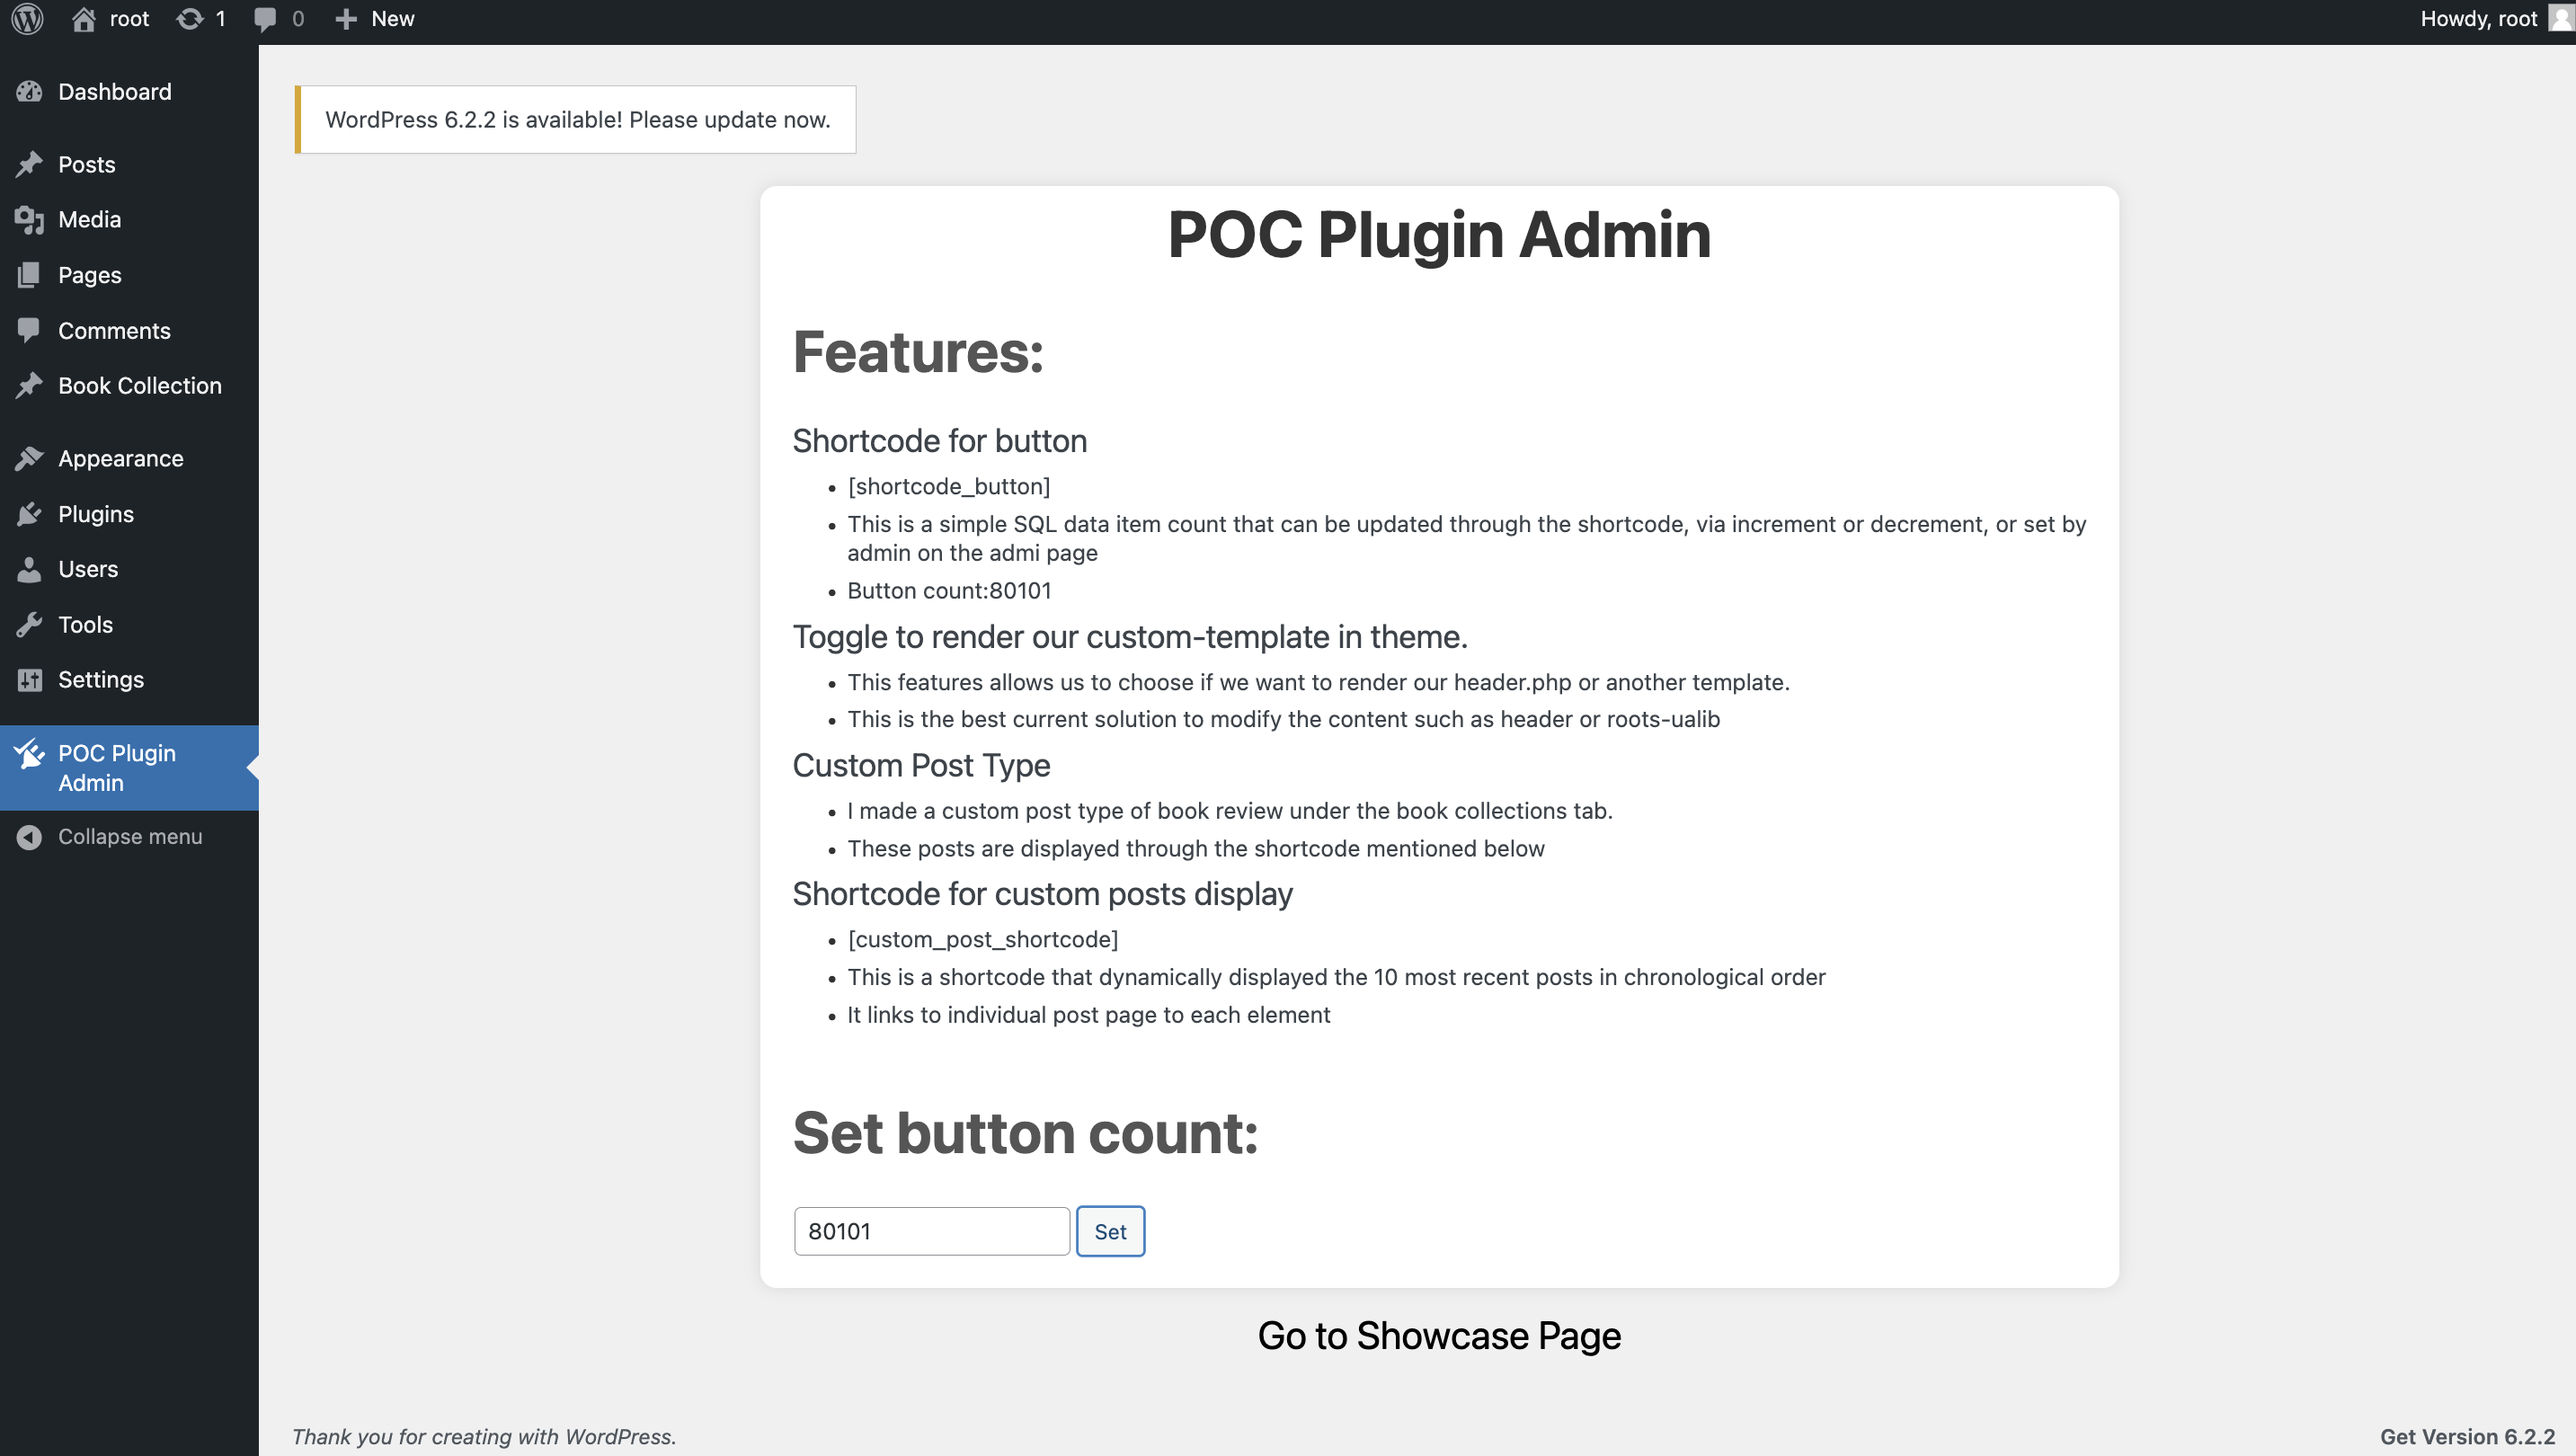 root 1 0 New Howdy, root
Dashboard
Posts
Media
Pages
Comments
Book Collection
Appearance
Plugins
Users
Tools
Settings
POC Plugin
Admin
Collapse menu
WordPress 6.2.2 is available! Please update now.
POC Plugin Admin
Features:
Shortcode for button
[shortcode_button]
This is a simple SQL data item count that can be updated through the shortcode, via increment or decrement, or set by
admin on the admi page
Button count:80101
Toggle to render our custom-template in theme.
This features allows us to choose if we want to render our header.php or another template.
This is the best current solution to modify the content such as header or roots-ualib
Custom Post Type
I made a custom post type of book review under the book collections tab.
These posts are displayed through the shortcode mentioned below
Shortcode for custom posts display
[custom_post_shortcode]
This is a shortcode that dynamically displayed the 10 most recent posts in chronological order
It links to individual post page to each element
Set button count:
80101 Set
Go to Showcase Page
Thank you for creating with WordPress. Get Version 6.2.2